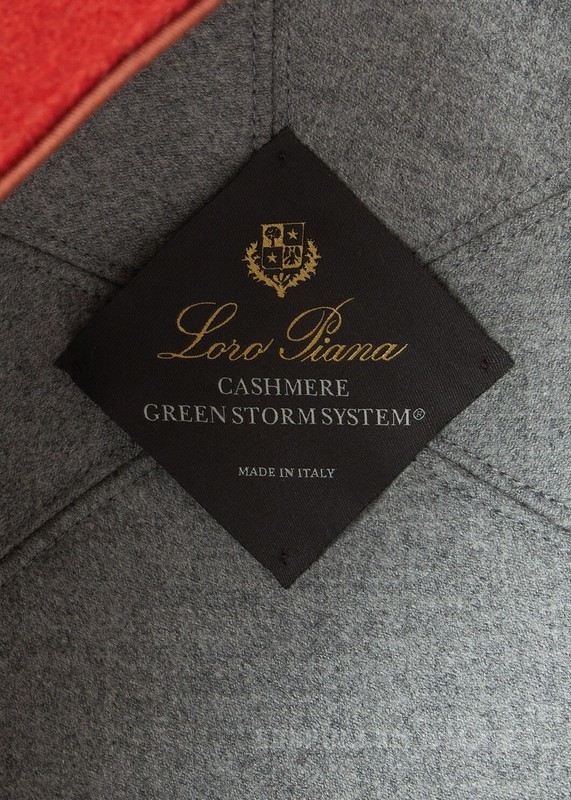 Loro Piana
CASHMERE
GREEN STORM SYSTEM®
MADE IN ITALY